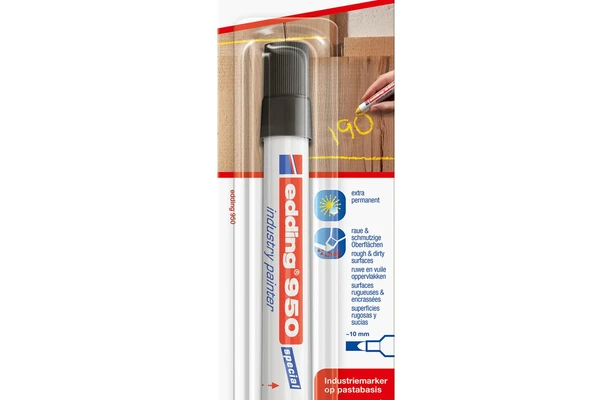 190
edding 950
edding® 950
industry painter
special
extra
permanent
raue &
schmutzige
Oberflächen
rough & dirty
surfaces
ruwe en vuile
oppervlakken
surfaces
rugueuses &
encrassées
superficies
rugosas y
sucias
~10 mm
Industriemarker
op pastabasis